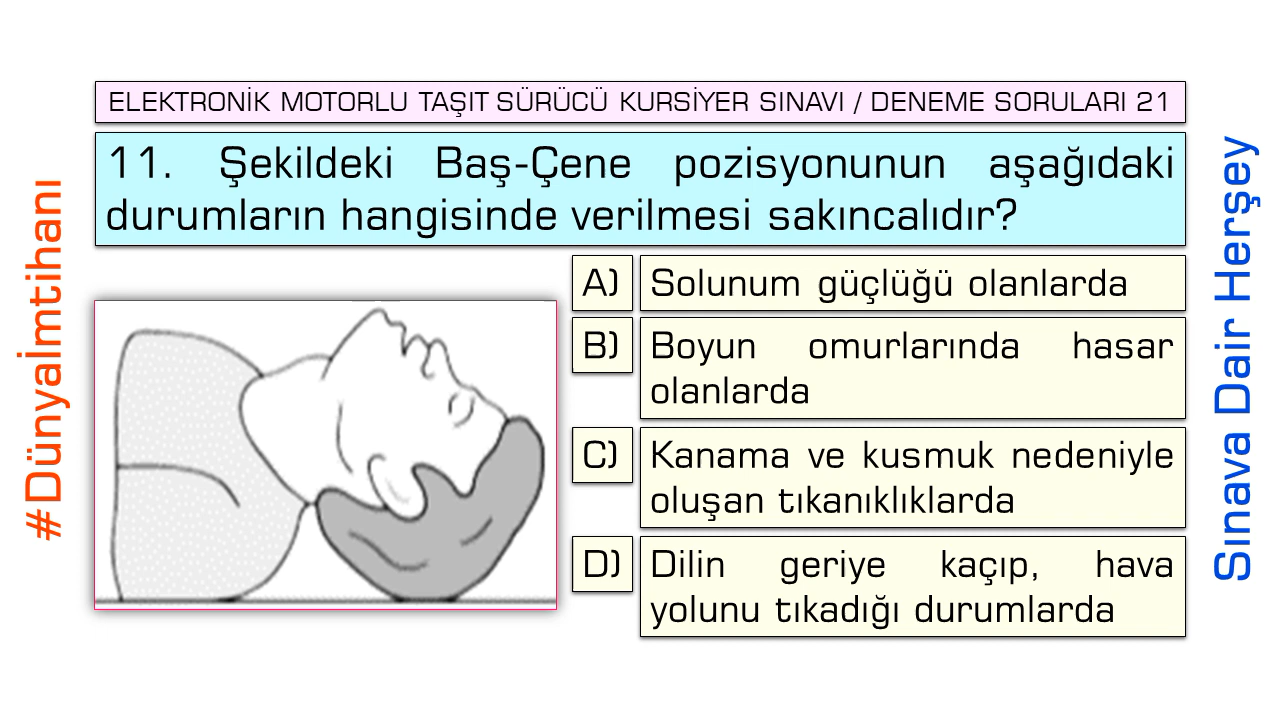 ELEKTRONİK MOTORLU TAŞIT SÜRÜCÜ KURSİYER SINAVI / DENEME SORULARI 21
11. Şekildeki Baş-Çene pozisyonunun aşağıdaki
durumların hangisinde verilmesi sakıncalıdır?
#Dünyaİmtihanı
A) Solunum güçlüğü olanlarda
B) Boyun omurlarında hasar
olanlarda
C) Kanama ve kusmuk nedeniyle
oluşan tıkanıklıklarda
D) Dilin geriye kaçıp, hava
yolunu tıkadığı durumlarda
Sınava Dair Herşey